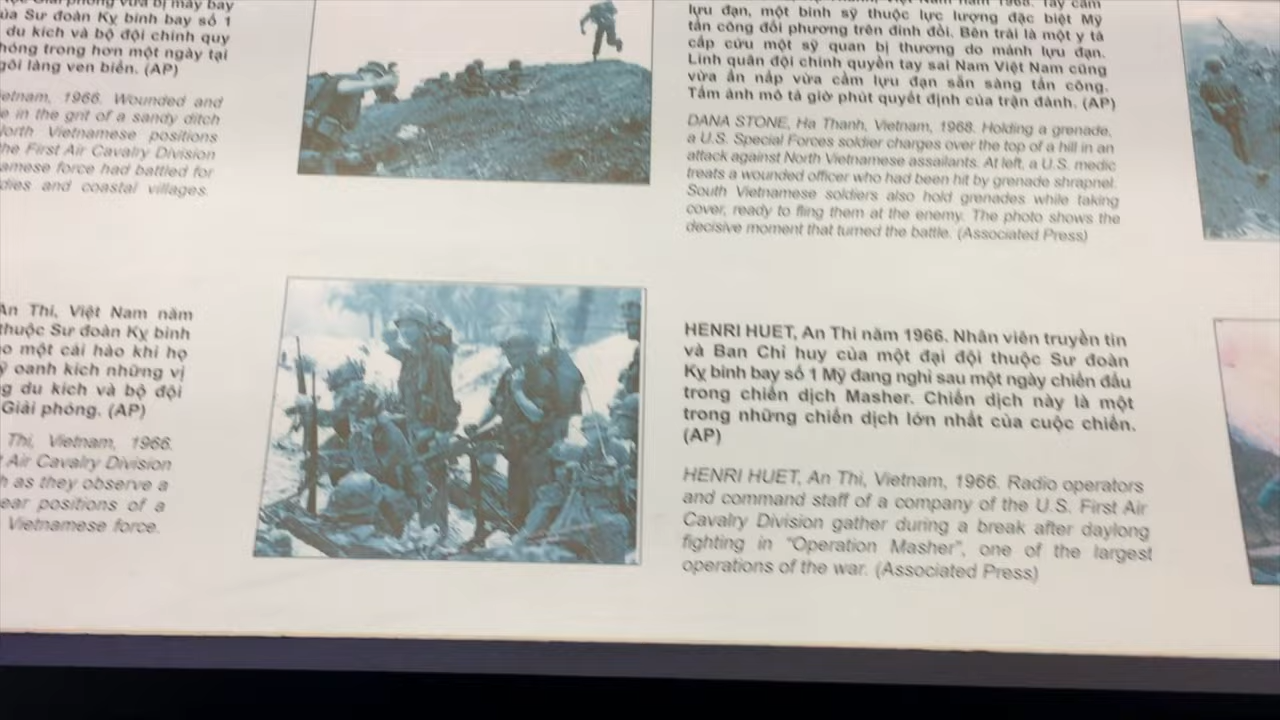 vừa bị máy bay
ủa Sư đoàn Kỵ binh bay số 1
du kích và bộ đội chính quy
hóng trong hơn một ngày tại
gôi làng ven biển. (AP)
ietnam, 1966. Wounded and
e in the grit of a sandy ditch
North Vietnamese positions
the First Air Cavalry Division
amese force had battled for
dies and coastal villages.
An Thi, Việt Nam năm
thuộc Sư đoàn Kỵ binh
o một cái hào khi họ
ỹ oanh kích những vị
g du kích và bộ đội
Giải phóng. (AP)
Thi, Vietnam, 1966.
Air Cavalry Division
h as they observe a
ear positions of a
Vietnamese force.
lựu đạn, một binh sỹ thuộc lực lượng đặc biệt Mỹ
tấn công đối phương trên đỉnh đồi. Bên trái là một y tá
cấp cứu một sỹ quan bị thương do mảnh lựu đạn.
Lính quân đội chính quyền tay sai Nam Việt Nam cũng
vừa ẩn nấp vừa cầm lựu đạn sẵn sàng tấn công.
Tấm ảnh mô tả giờ phút quyết định của trận đánh. (AP)
DANA STONE, Ha Thanh, Vietnam, 1968. Holding a grenade,
a U.S. Special Forces soldier charges over the top of a hill in an
attack against North Vietnamese assailants. At left, a U.S. medic
treats a wounded officer who had been hit by grenade shrapnel.
South Vietnamese soldiers also hold grenades while taking
cover, ready to fling them at the enemy. The photo shows the
decisive moment that turned the battle. (Associated Press)
HENRI HUET, An Thi năm 1966. Nhân viên truyền tin
và Ban Chỉ huy của một đại đội thuộc Sư đoàn
Kỵ binh bay số 1 Mỹ đang nghỉ sau một ngày chiến đấu
trong chiến dịch Masher. Chiến dịch này là một
trong những chiến dịch lớn nhất của cuộc chiến.
(AP)
HENRI HUET, An Thi, Vietnam, 1966. Radio operators
and command staff of a company of the U.S. First Air
Cavalry Division gather during a break after daylong
fighting in “Operation Masher”, one of the largest
operations of the war. (Associated Press)